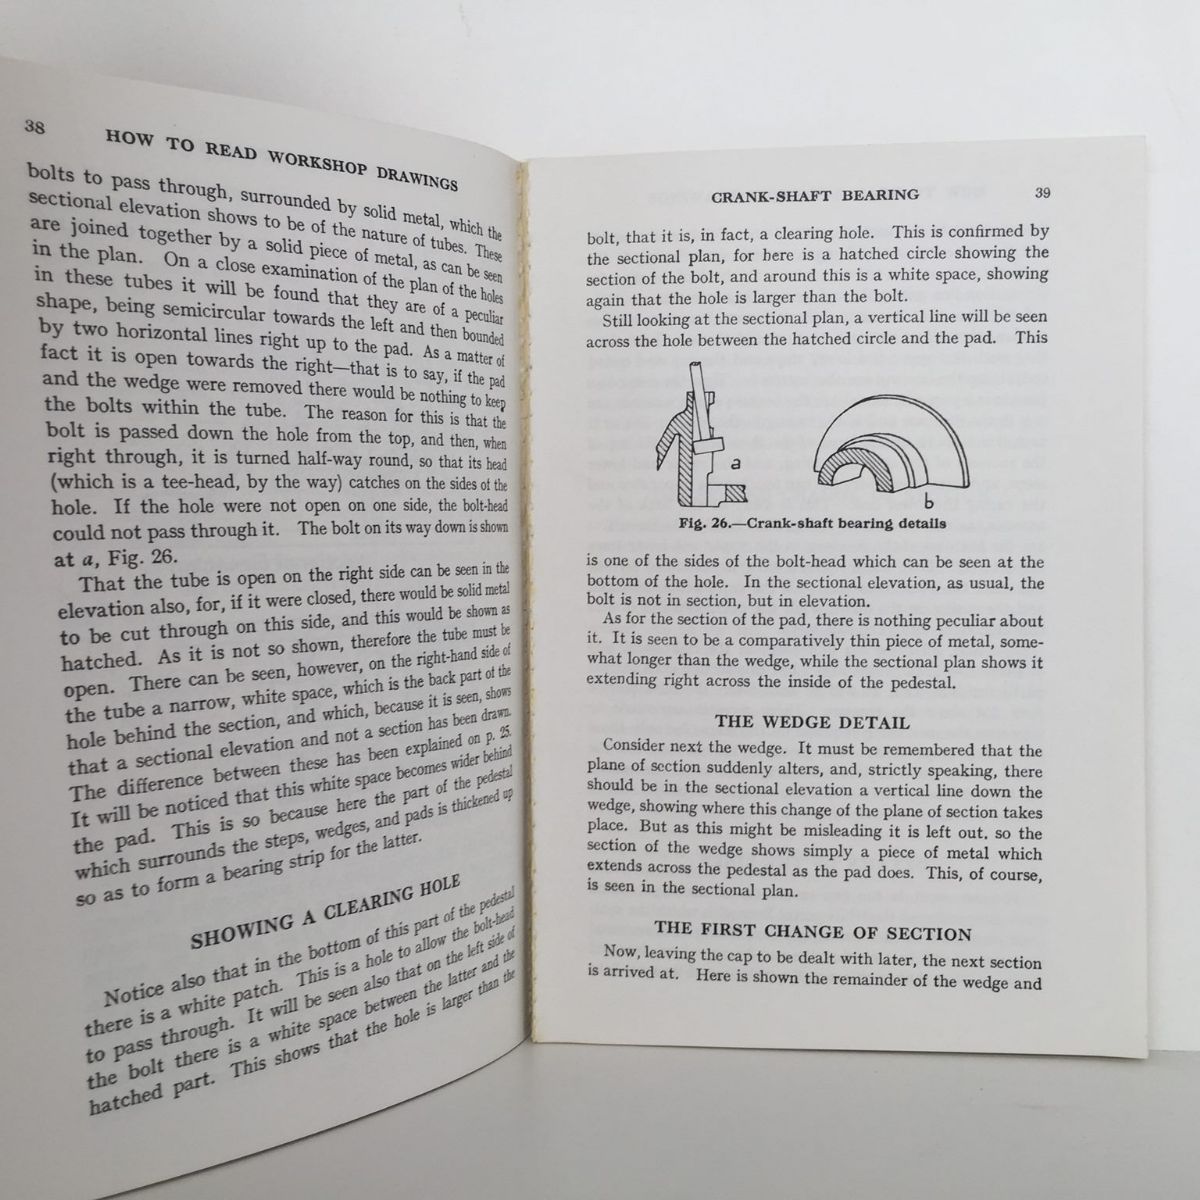 38
HOW TO READ WORKSHOP DRAWINGS
bolts to pass through, surrounded by solid metal, which the
sectional elevation shows to be of the nature of tubes. These
are joined together by a solid piece of metal, as can be seen
in the plan. On a close examination of the plan of the holes
in these tubes it will be found that they are of a peculiar
shape, being semicircular towards the left and then bounded
by two horizontal lines right up to the pad. As a matter of
fact it is open towards the right—that is to say, if the pad
and the wedge were removed there would be nothing to keep
the bolts within the tube. The reason for this is that the
bolt is passed down the hole from the top, and then, when
right through, it is turned half-way round, so that its head
(which is a tee-head, by the way) catches on the sides of the
hole. If the hole were not open on one side, the bolt-head
could not pass through it. The bolt on its way down is shown
at a, Fig. 26.
That the tube is open on the right side can be seen in the
elevation also, for, if it were closed, there would be solid metal
to be cut through on this side, and this would be shown as
hatched. As it is not so shown, therefore the tube must be
open. There can be seen, however, on the right-hand side of
the tube a narrow, white space, which is the back part of the
hole behind the section, and which, because it is seen, shows
that a sectional elevation and not a section has been drawn.
The difference between these has been explained on p. 25.
It will be noticed that this white space becomes wider behind
the pad. This is so because here the part of the pedestal
which surrounds the steps, wedges, and pads is thickened up
so as to form a bearing strip for the latter.
SHOWING A CLEARING HOLE
Notice also that in the bottom of this part of the pedestal
there is a white patch. This is a hole to allow the bolt-head
to pass through. It will be seen also that on the left side of
the bolt there is a white space between the latter and the
hatched part. This shows that the hole is larger than the
CRANK-SHAFT BEARING
39
bolt, that it is, in fact, a clearing hole. This is confirmed by
the sectional plan, for here is a hatched circle showing the
section of the bolt, and around this is a white space, showing
again that the hole is larger than the bolt.
Still looking at the sectional plan, a vertical line will be seen
across the hole between the hatched circle and the pad. This
a
b
Fig. 26.—Crank-shaft bearing details
is one of the sides of the bolt-head which can be seen at the
bottom of the hole. In the sectional elevation, as usual, the
bolt is not in section, but in elevation.
As for the section of the pad, there is nothing peculiar about
it. It is seen to be a comparatively thin piece of metal, some-
what longer than the wedge, while the sectional plan shows it
extending right across the inside of the pedestal.
THE WEDGE DETAIL
Consider next the wedge. It must be remembered that the
plane of section suddenly alters, and, strictly speaking, there
should be in the sectional elevation a vertical line down the
wedge, showing where this change of the plane of section takes
place. But as this might be misleading it is left out, so the
section of the wedge shows simply a piece of metal which
extends across the pedestal as the pad does. This, of course,
is seen in the sectional plan.
THE FIRST CHANGE OF SECTION
Now, leaving the cap to be dealt with later, the next section
is arrived at. Here is shown the remainder of the wedge and